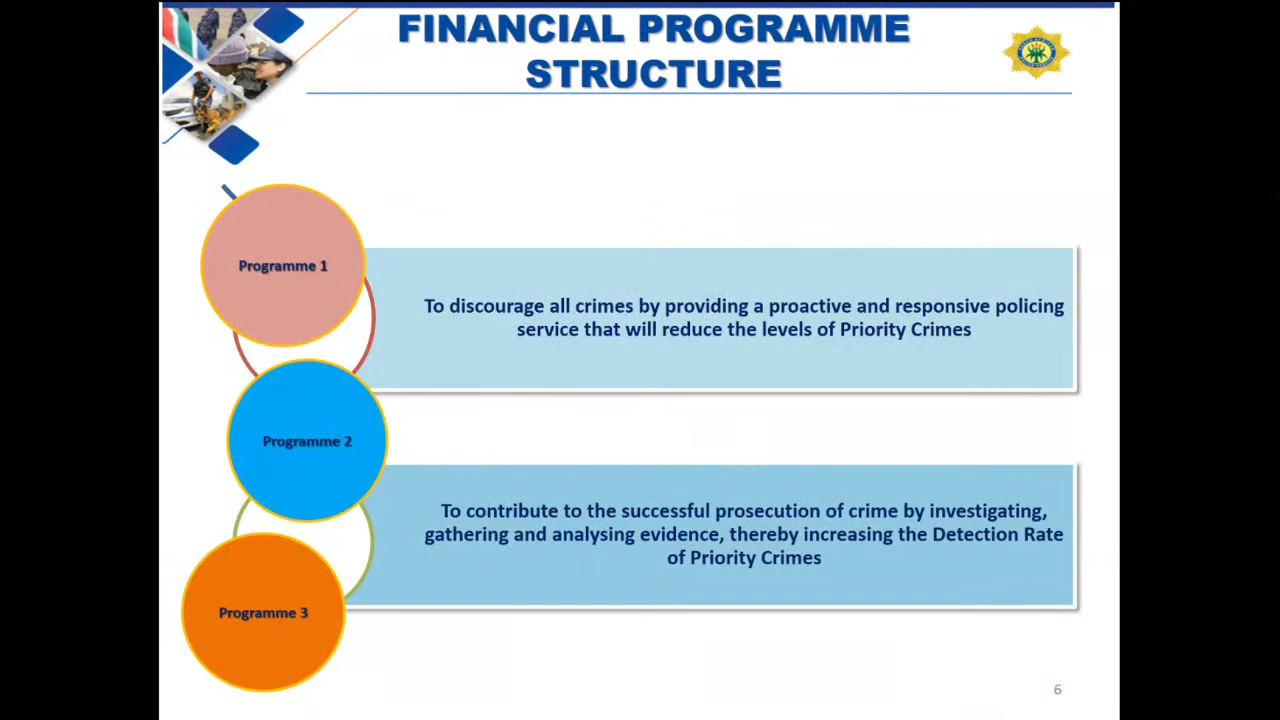 FINANCIAL PROGRAMME
STRUCTURE
Programme 1
To discourage all crimes by providing a proactive and responsive policing
service that will reduce the levels of Priority Crimes
Programme 2
To contribute to the successful prosecution of crime by investigating,
gathering and analysing evidence, thereby increasing the Detection Rate
of Priority Crimes
Programme 3
6